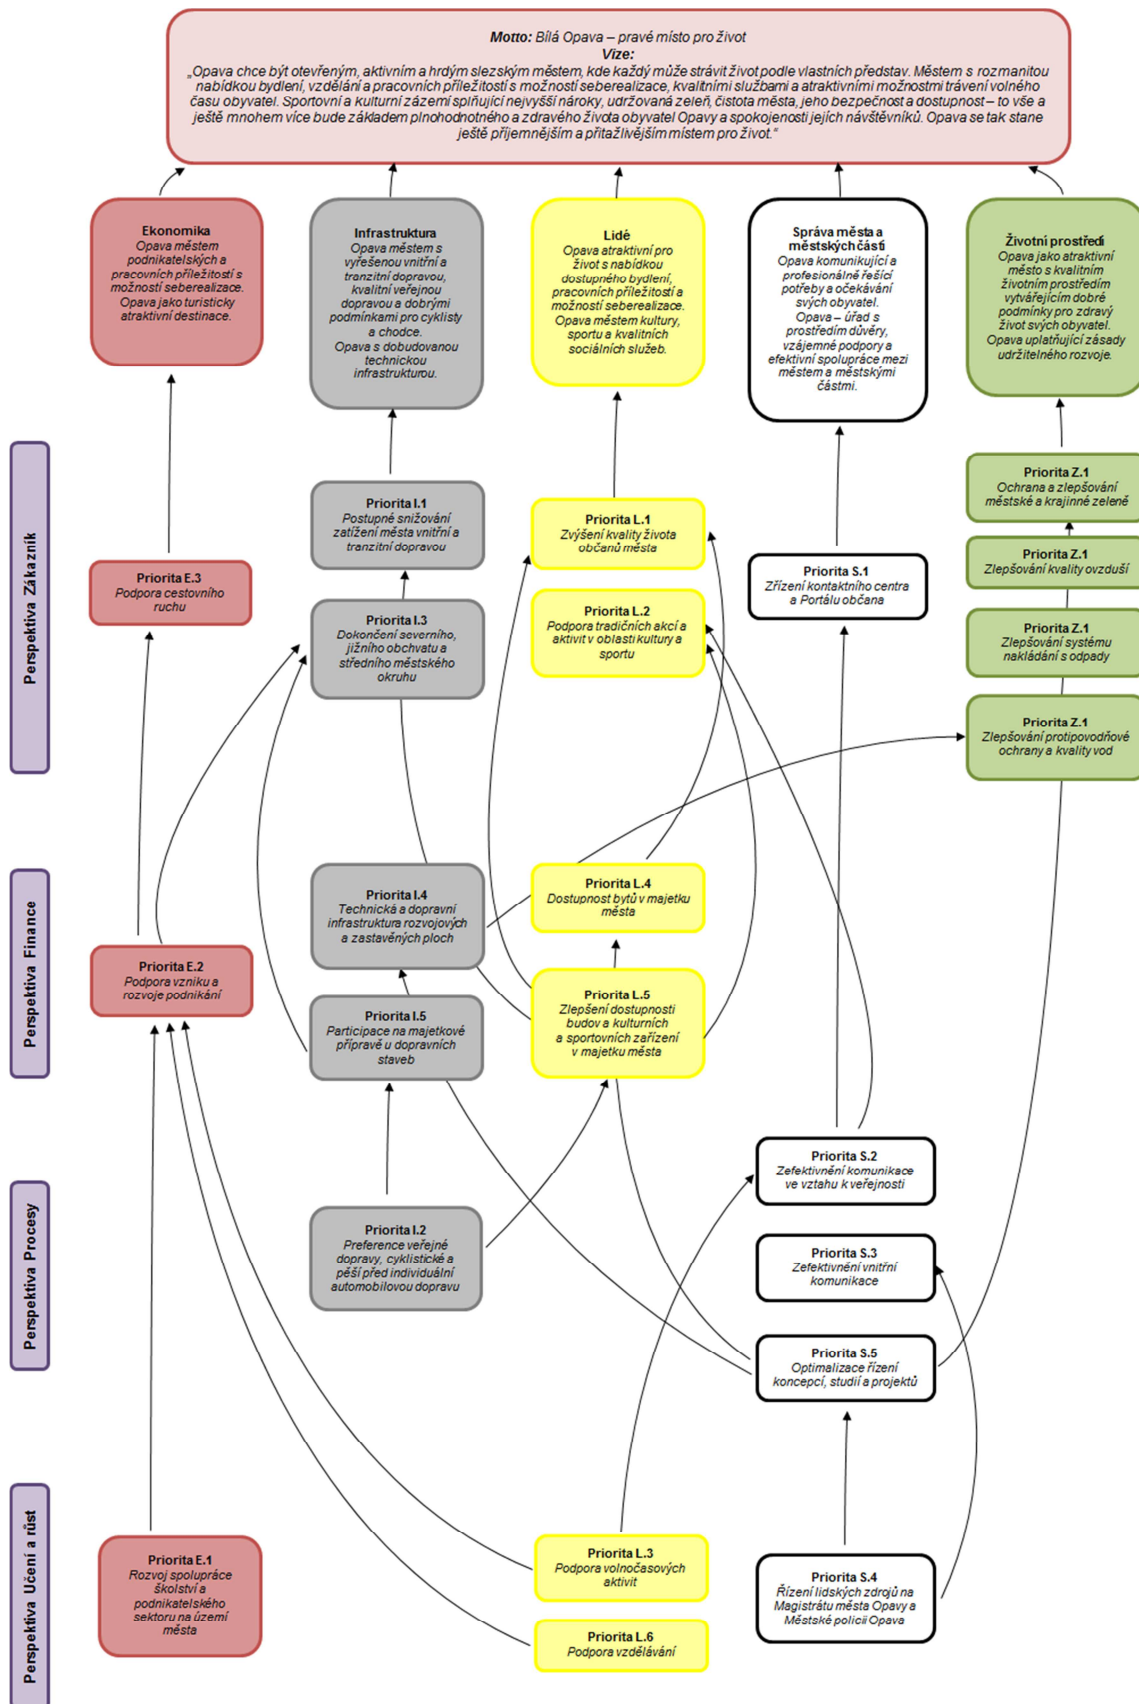 Motto: Bílá Opava – pravé místo pro život
Vize:
„Opava chce být otevřeným, aktivním a hrdým slezským městem, kde každý může strávit život podle vlastních představ. Městem s rozmanitou
nabídkou bydlení, vzdělání a pracovních příležitostí s možností seberealizace, kvalitními službami a atraktivními možnostmi trávení volného
času obyvatel. Sportovní a kulturní zázemí splňující nejvyšší nároky, udržovaná zeleň, čistota města, jeho bezpečnost a dostupnost – to vše a
ještě mnohem více bude základem plnohodnotného a zdravého života obyvatel Opavy a spokojenosti jejích návštěvníků. Opava se tak stane
ještě příjemnějším a přitažlivějším místem pro život.“
Ekonomika
Opava městem
podnikatelských a
pracovních příležitostí s
možností seberealizace.
Opava jako turisticky
atraktivní destinace.
Infrastruktura
Opava městem s
vyřešenou vnitřní a
tranzitní dopravou,
kvalitní veřejnou
dopravou a dobrými
podmínkami pro cyklisty
a chodce.
Opava s dobudovanou
technickou
infrastrukturou.
Lidé
Opava atraktivní pro
život s nabídkou
dostupného bydlení,
pracovních příležitostí a
možností seberealizace.
Opava městem kultury,
sportu a kvalitních
sociálních služeb.
Správa města a
městských částí
Opava komunikující a
profesionálně řešící
potřeby a očekávání
svých obyvatel.
Opava – úřad s
prostředím důvěry,
vzájemné podpory a
efektivní spolupráce mezi
městem a městskými
částmi.
Životní prostředí
Opava jako atraktivní
město s kvalitním
životním prostředím
vytvářejícím dobré
podmínky pro zdravý
život svých obyvatel.
Opava uplatňující zásady
udržitelného rozvoje.
Perspektiva Zákazník
Priorita E.3
Podpora cestovního
ruchu
Priorita I.1
Postupné snižování
zatížení města vnitřní a
tranzitní dopravou
Priorita I.3
Dokončení severního,
jižního obchvatu a
středního městského
okruhu
Priorita L.1
Zvýšení kvality života
občanů města
Priorita L.2
Podpora tradičních akcí a
aktivit v oblasti kultury a
sportu
Priorita S.1
Zřízení kontaktního centra
a Portálu občana
Priorita Z.1
Ochrana a zlepšování
městské a krajinné zeleně
Priorita Z.1
Zlepšování kvality ovzduší
Priorita Z.1
Zlepšování systému
nakládání s odpady
Priorita Z.1
Zlepšování protipovodňové
ochrany a kvality vod
Perspektiva Finance
Priorita E.2
Podpora vzniku a
rozvoje podnikání
Priorita I.4
Technická a dopravní
infrastruktura rozvojových
a zastavěných ploch
Priorita I.5
Participace na majetkové
přípravě u dopravních
staveb
Priorita L.4
Dostupnost bytů v majetku
města
Priorita L.5
Zlepšení dostupnosti
budov a kulturních
a sportovních zařízení
v majetku města
Perspektiva Procesy
Priorita I.2
Preference veřejné
dopravy, cyklistické a
pěší před individuální
automobilovou dopravu
Priorita S.2
Zefektivnění komunikace
ve vztahu k veřejnosti
Priorita S.3
Zefektivnění vnitřní
komunikace
Priorita S.5
Optimalizace řízení
koncepcí, studií a projektů
Perspektiva Učení a růst
Priorita E.1
Rozvoj spolupráce
školství a
podnikatelského
sektoru na území
města
Priorita L.3
Podpora volnočasových
aktivit
Priorita L.6
Podpora vzdělávání
Priorita S.4
Řízení lidských zdrojů na
Magistrátu města Opavy a
Městské policii Opava